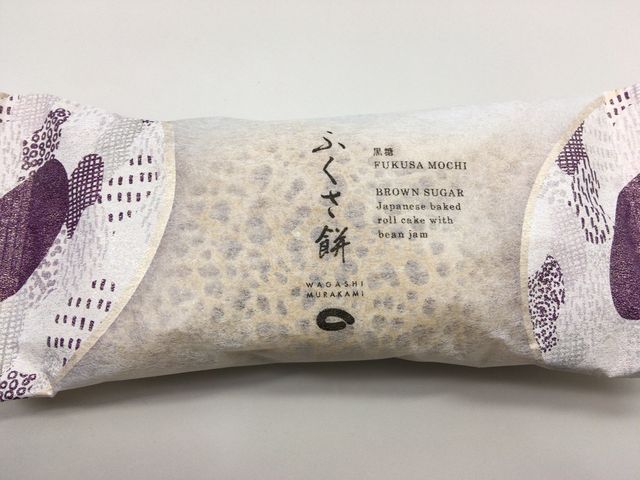 ふくさ餅
黒糖
FUKUSA MOCHI
BROWN SUGAR
Japanese baked
roll cake with
bean jam
WAGASHI
MURAKAMI